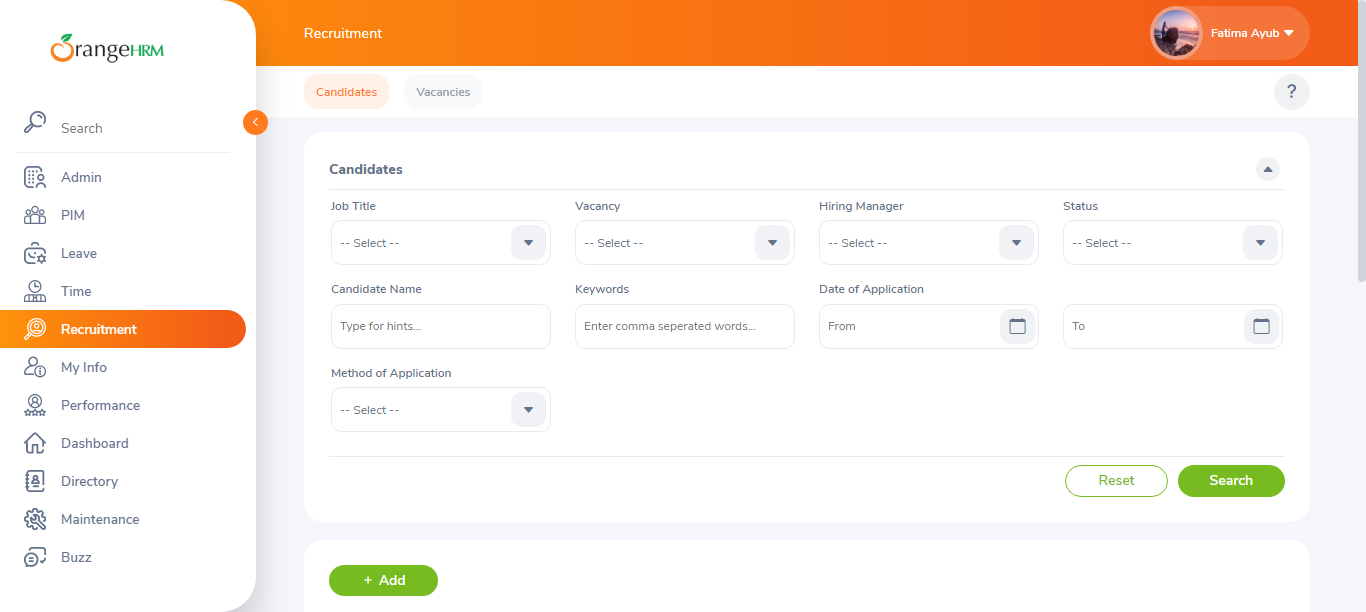 OrangeHRM
Recruitment
Fatima Ayub
Candidates
Vacancies
?
Search
Admin
PIM
Leave
Time
Recruitment
My Info
Performance
Dashboard
Directory
Maintenance
Buzz
Candidates
Job Title
Vacancy
Hiring Manager
Status
-- Select --
-- Select --
-- Select --
-- Select --
Candidate Name
Keywords
Date of Application
Type for hints...
Enter comma seperated words...
From
To
Method of Application
-- Select --
Reset
Search
+ Add